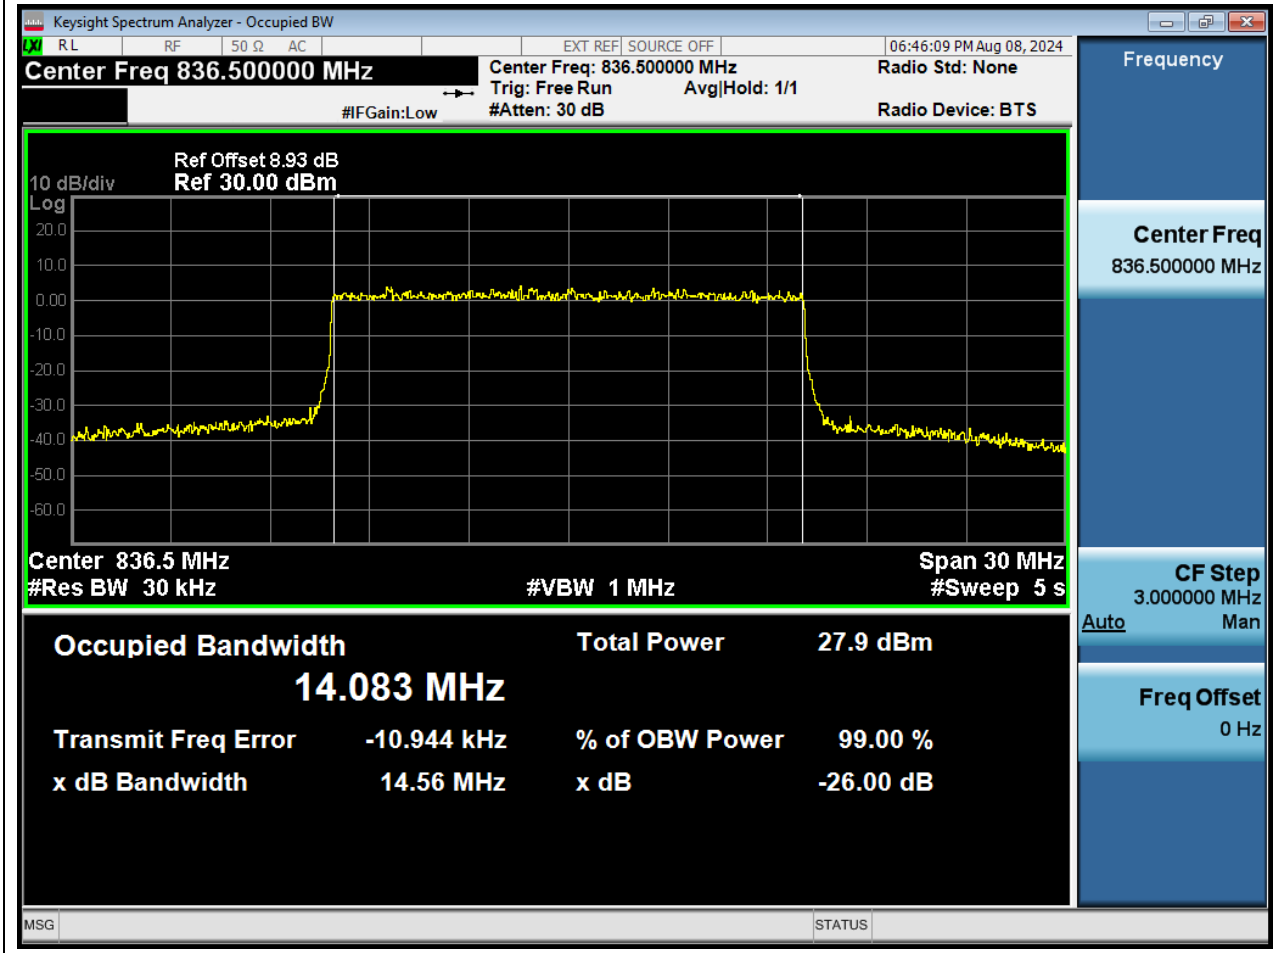 Keysight Spectrum Analyzer - Occupied BW
LXI RL RF 50 Ω AC EXT REF SOURCE OFF 06:46:09 PM Aug 08, 2024
Center Freq 836.500000 MHz Center Freq: 836.500000 MHz Radio Std: None
Trig: Free Run Avg|Hold: 1/1
#IFGain:Low #Atten: 30 dB Radio Device: BTS
Ref Offset 8.93 dB
10 dB/div Ref 30.00 dBm
Log
20.0
10.0
0.00
-10.0
-20.0
-30.0
-40.0
-50.0
-60.0
Center 836.5 MHz Span 30 MHz
#Res BW 30 kHz #VBW 1 MHz #Sweep 5 s
Occupied Bandwidth Total Power 27.9 dBm
14.083 MHz
Transmit Freq Error -10.944 kHz % of OBW Power 99.00 %
x dB Bandwidth 14.56 MHz x dB -26.00 dB
MSG STATUS
Frequency
Center Freq
836.500000 MHz
CF Step
3.000000 MHz
Auto Man
Freq Offset
0 Hz